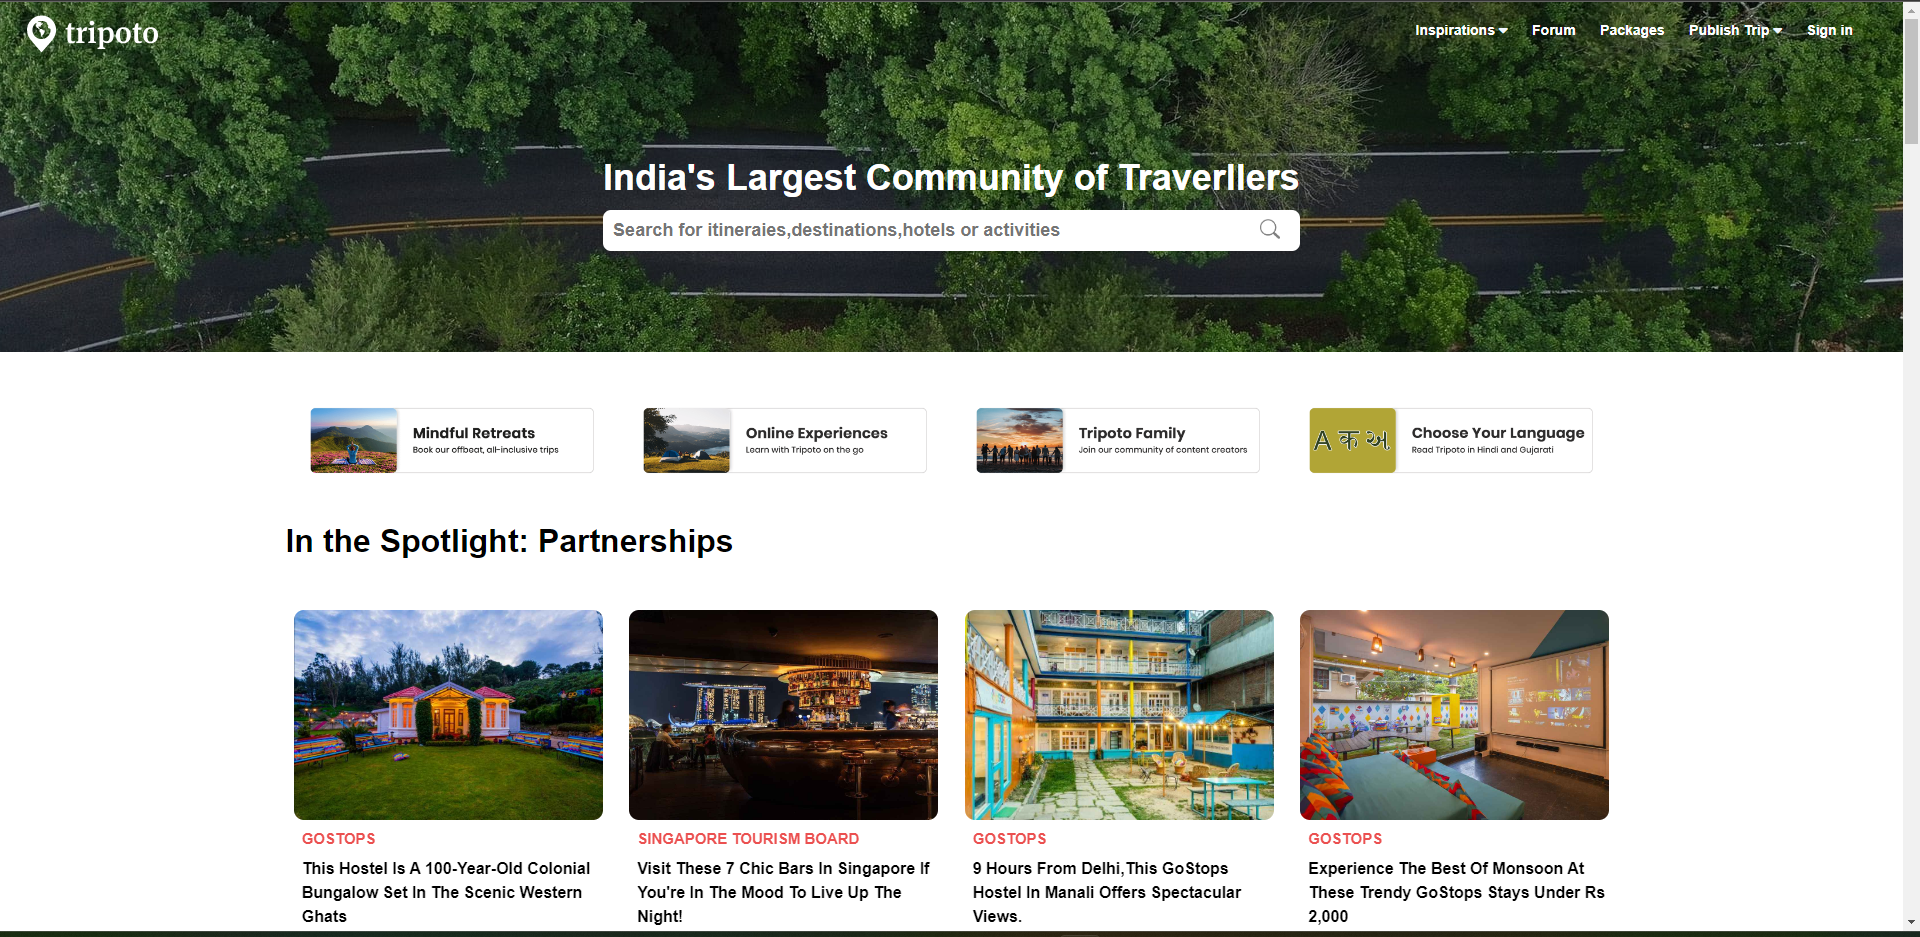 tripoto
Inspirations
Forum
Packages
Publish Trip
Sign in
India's Largest Community of Traverllers
Search for itineraies,destinations,hotels or activities
Mindful Retreats
Book our offbeat, all-inclusive trips
Online Experiences
Learn with Tripoto on the go
Tripoto Family
Join our community of content creators
A क અ
Choose Your Language
Read Tripoto in Hindi and Gujarati
In the Spotlight: Partnerships
GOSTOPS
This Hostel Is A 100-Year-Old Colonial
Bungalow Set In The Scenic Western
Ghats
SINGAPORE TOURISM BOARD
Visit These 7 Chic Bars In Singapore If
You're In The Mood To Live Up The
Night!
GOSTOPS
9 Hours From Delhi,This GoStops
Hostel In Manali Offers Spectacular
Views.
GOSTOPS
Experience The Best Of Monsoon At
These Trendy GoStops Stays Under Rs
2,000